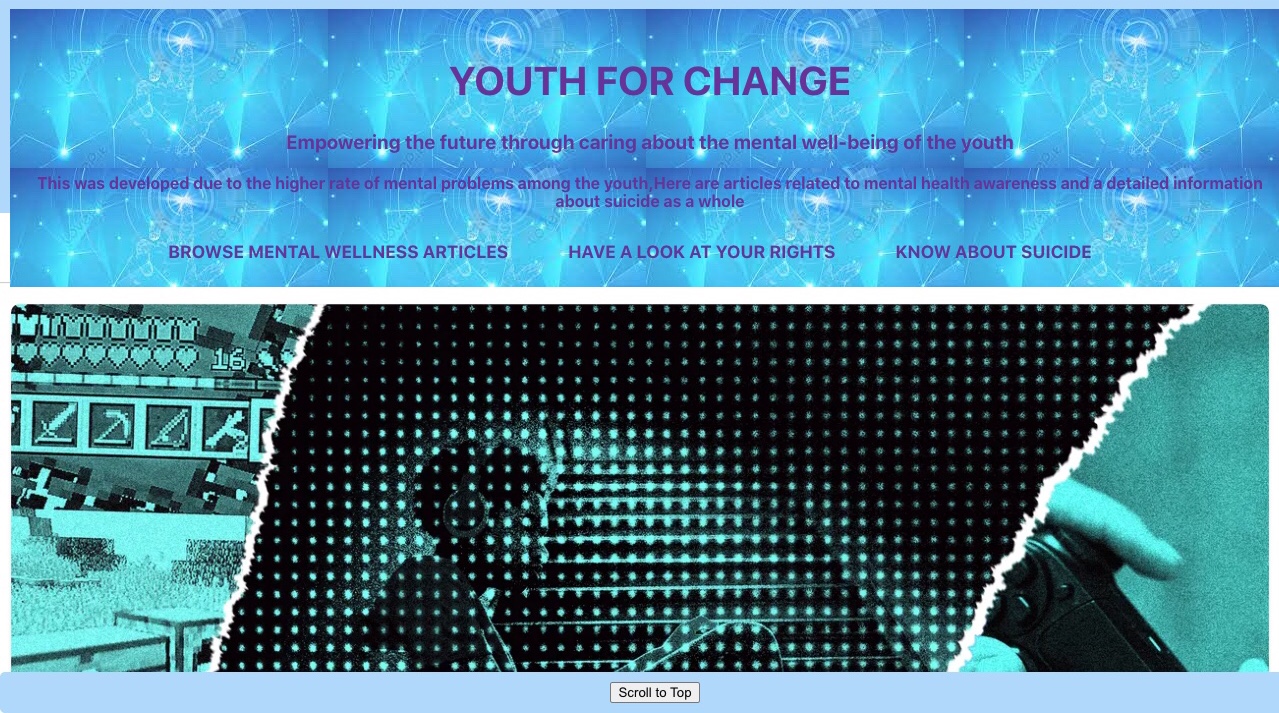 YOUTH FOR CHANGE
Empowering the future through caring about the mental well-being of the youth
This was developed due to the higher rate of mental problems among the youth,Here are articles related to mental health awareness and a detailed information
about suicide as a whole
BROWSE MENTAL WELLNESS ARTICLES HAVE A LOOK AT YOUR RIGHTS KNOW ABOUT SUICIDE
16
Scroll to Top